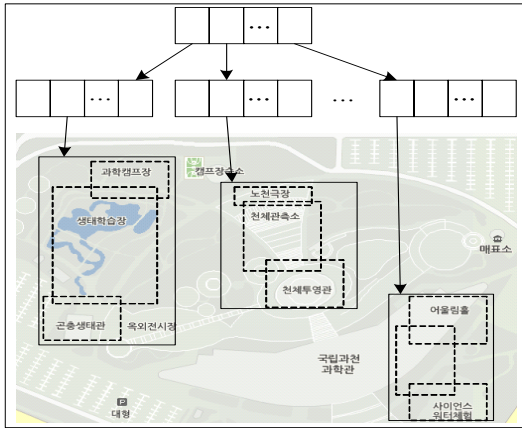 ...
... ... ... ...
과학캠프장
캠프장숙소
노천극장
생태학습장
천체관측소
매표소
천체투영관
어울림홀
곤충생태관 옥외전시장
국립과천
과학관
P
대형
사이언스
워터체험